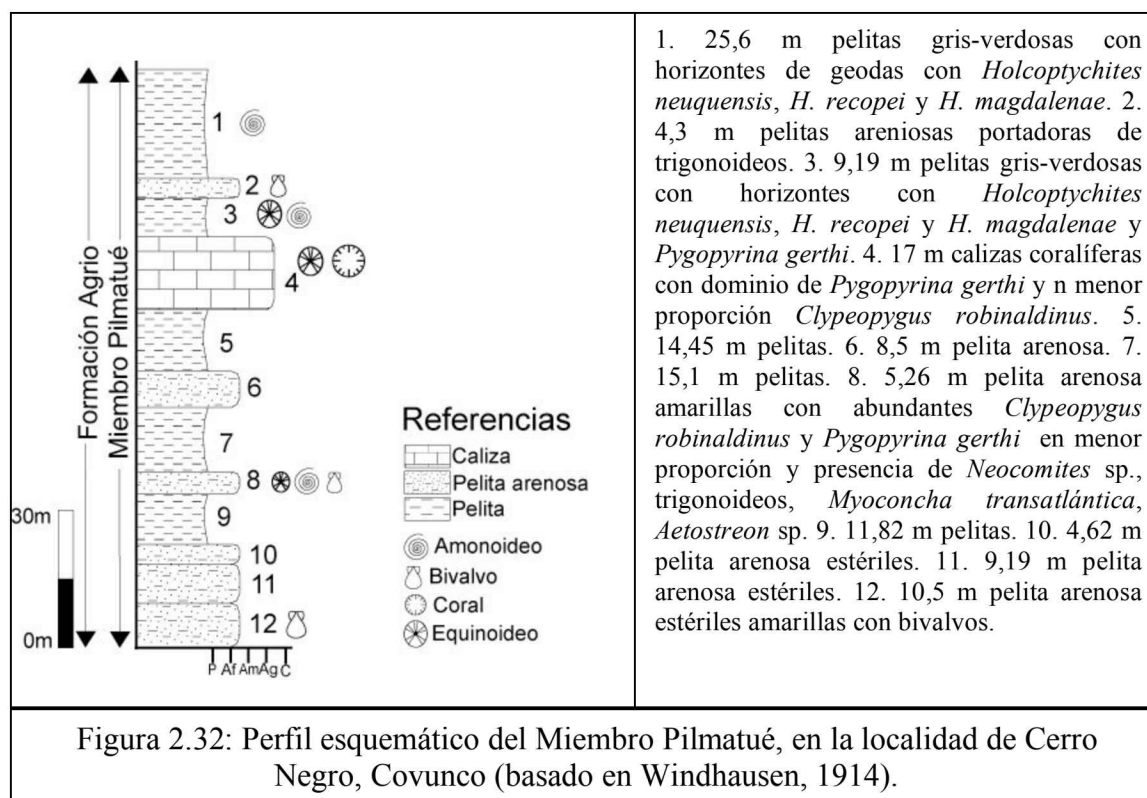 Formación Agrio
Miembro Pilmatué
1
2
3
4
5
6
7
8
9
10
11
12
30m
0m
P Af Am Ag C
Referencias
Caliza
Pelita arenosa
Pelita
Amonoideo
Bivalvo
Coral
Equinoideo
1. 25,6 m pelitas gris-verdosas con
horizontes de geodas con Holcoptychites
neuquensis, H. recopei y H. magdalenae. 2.
4,3 m pelitas areniosas portadoras de
trigonoideos. 3. 9,19 m pelitas gris-verdosas
con horizontes con Holcoptychites
neuquensis, H. recopei y H. magdalenae y
Pygopyrina gerthi. 4. 17 m calizas coralíferas
con dominio de Pygopyrina gerthi y n menor
proporción Clypeopygus robinaldinus. 5.
14,45 m pelitas. 6. 8,5 m pelita arenosa. 7.
15,1 m pelitas. 8. 5,26 m pelita arenosa
amarillas con abundantes Clypeopygus
robinaldinus y Pygopyrina gerthi en menor
proporción y presencia de Neocomites sp.,
trigonoideos, Myoconcha transatlántica,
Aetostreon sp. 9. 11,82 m pelitas. 10. 4,62 m
pelita arenosa estériles. 11. 9,19 m pelita
arenosa estériles. 12. 10,5 m pelita arenosa
estériles amarillas con bivalvos.
Figura 2.32: Perfil esquemático del Miembro Pilmatué, en la localidad de Cerro
Negro, Covunco (basado en Windhausen, 1914).